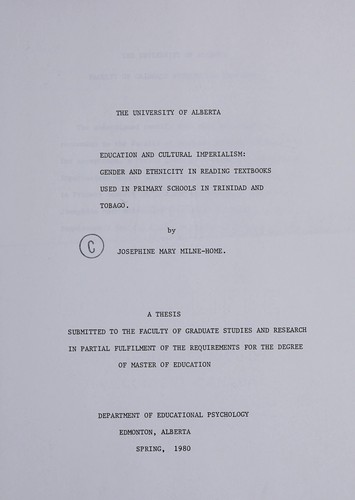 THE UNIVERSITY OF ALBERTA
EDUCATION AND CULTURAL IMPERIALISM:
GENDER AND ETHNICITY IN READING TEXTBOOKS
USED IN PRIMARY SCHOOLS IN TRINIDAD AND
TOBAGO.
by
C
JOSEPHINE MARY MILNE-HOME.
A THESIS
SUBMITTED TO THE FACULTY OF GRADUATE STUDIES AND RESEARCH
IN PARTIAL FULFILMENT OF THE REQUIREMENTS FOR THE DEGREE
OF MASTER OF EDUCATION
DEPARTMENT OF EDUCATIONAL PSYCHOLOGY
EDMONTON, ALBERTA
SPRING, 1980